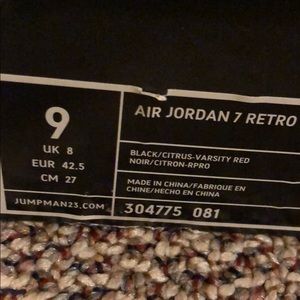 9
UK 8
EUR 42.5
CM 27
JUMPMAN23.COM
AIR JORDAN 7 RETRO
BLACK/CITRUS-VARSITY RED
NOIR/CITRON-RPRO
MADE IN CHINA/FABRIQUE EN
CHINE/HECHO EN CHINA
304775 081